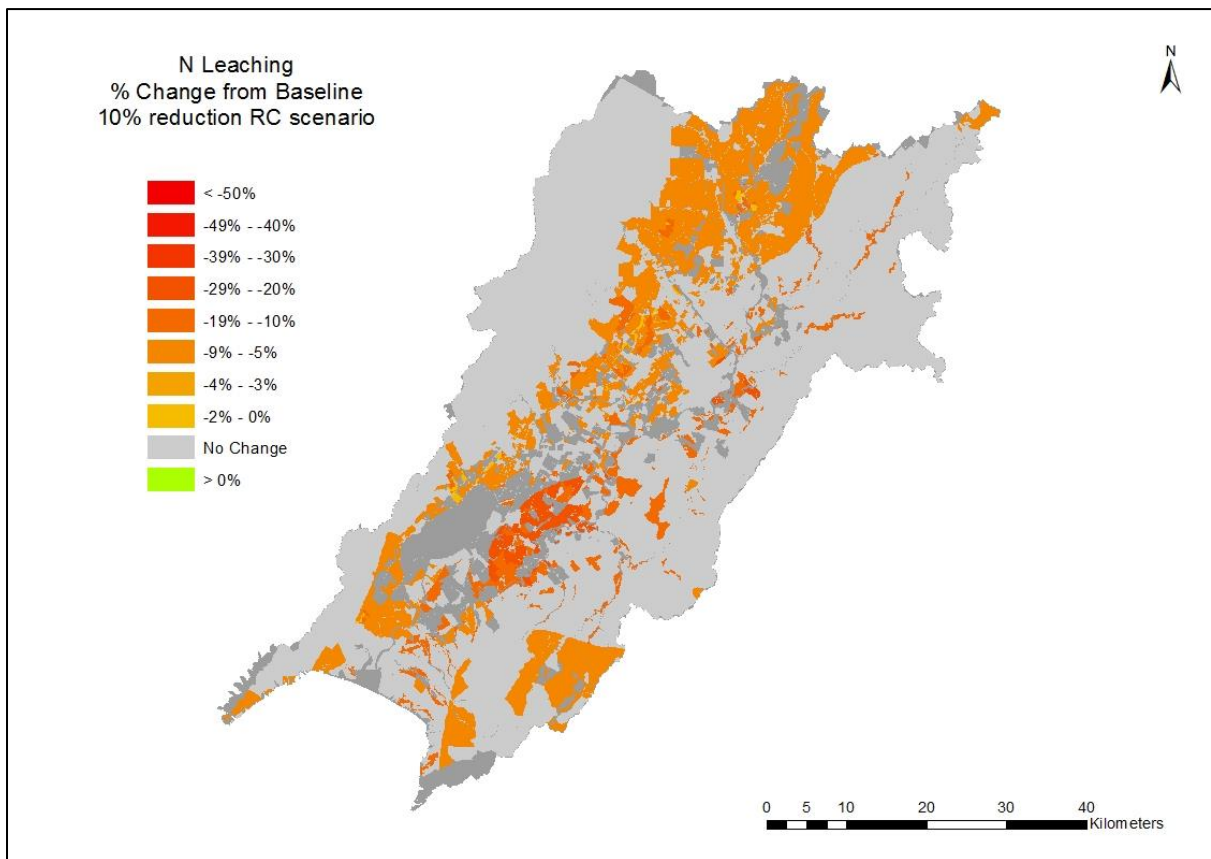 N Leaching
% Change from Baseline
10% reduction RC scenario
N
< -50%
-49% - -40%
-39% - -30%
-29% - -20%
-19% - -10%
-9% - -5%
-4% - -3%
-2% - 0%
No Change
> 0%
0 5 10 20 30 40
Kilometers